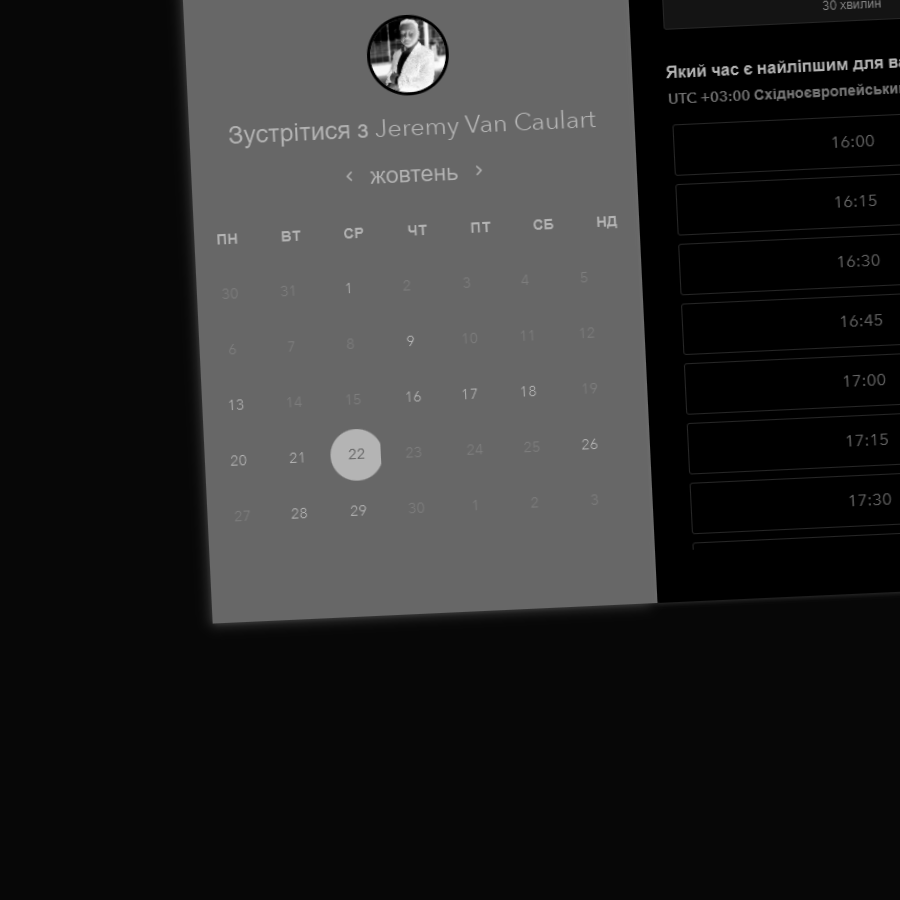 30 хвилин
Зустрітися з Jeremy Van Caulart
жовтень
ПН ВТ СР ЧТ ПТ СБ НД
30 31 1 2 3 4 5
6 7 8 9 10 11 12
13 14 15 16 17 18 19
20 21 22 23 24 25 26
27 28 29 30 1 2 3
Який час є найліпшим для
UTC +03:00
16:00
16:15
16:30
16:45
17:00
17:15
17:30